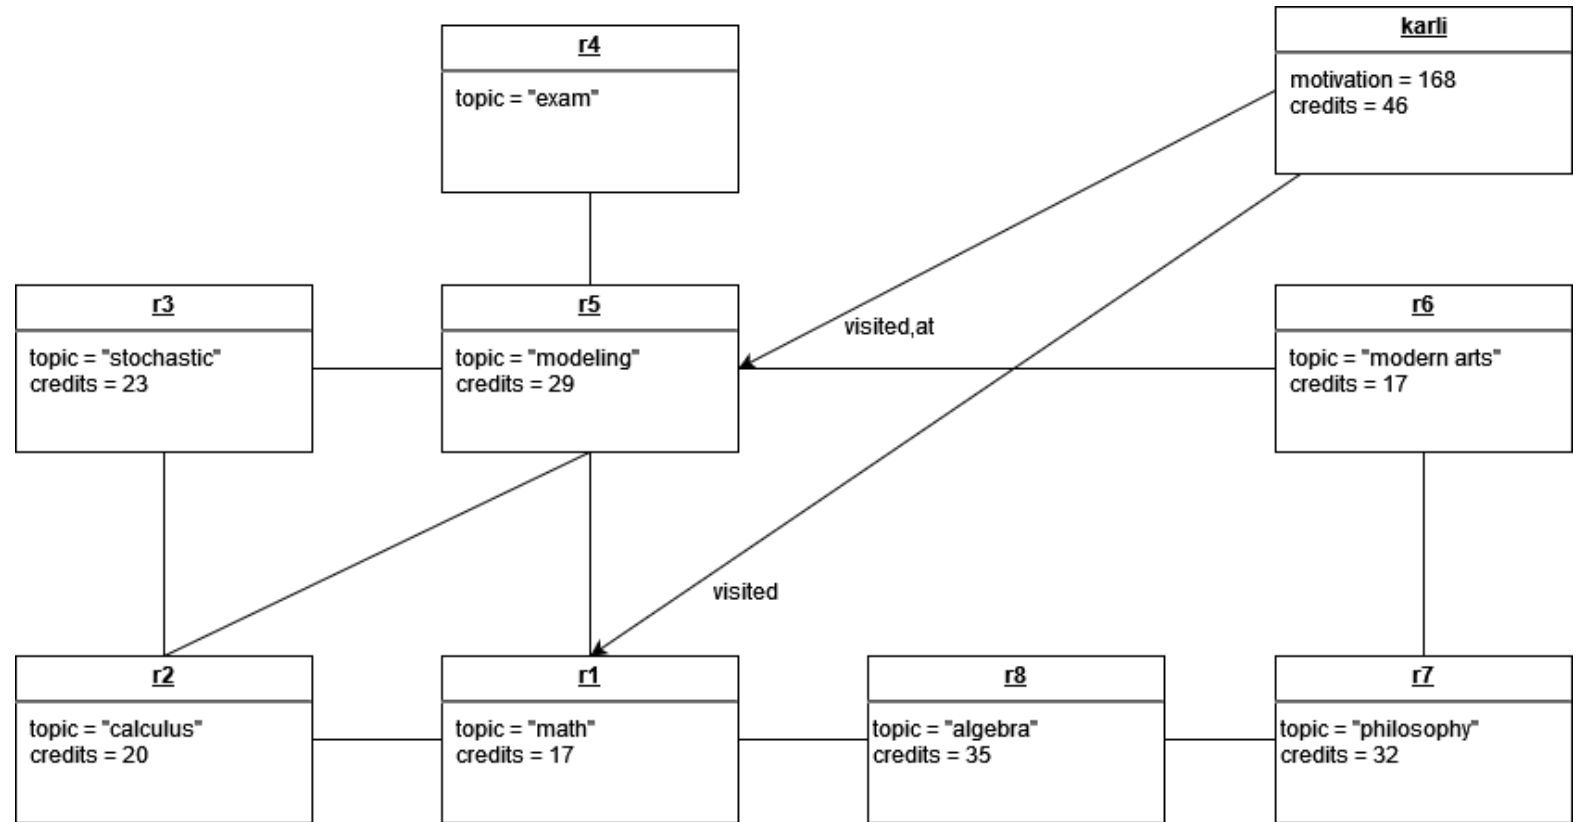 karli
motivation = 168
credits = 46
r4
topic = "exam"
r3
topic = "stochastic"
credits = 23
r5
topic = "modeling"
credits = 29
visited,at
r6
topic = "modern arts"
credits = 17
visited
r2
topic = "calculus"
credits = 20
r1
topic = "math"
credits = 17
r8
topic = "algebra"
credits = 35
r7
topic = "philosophy"
credits = 32